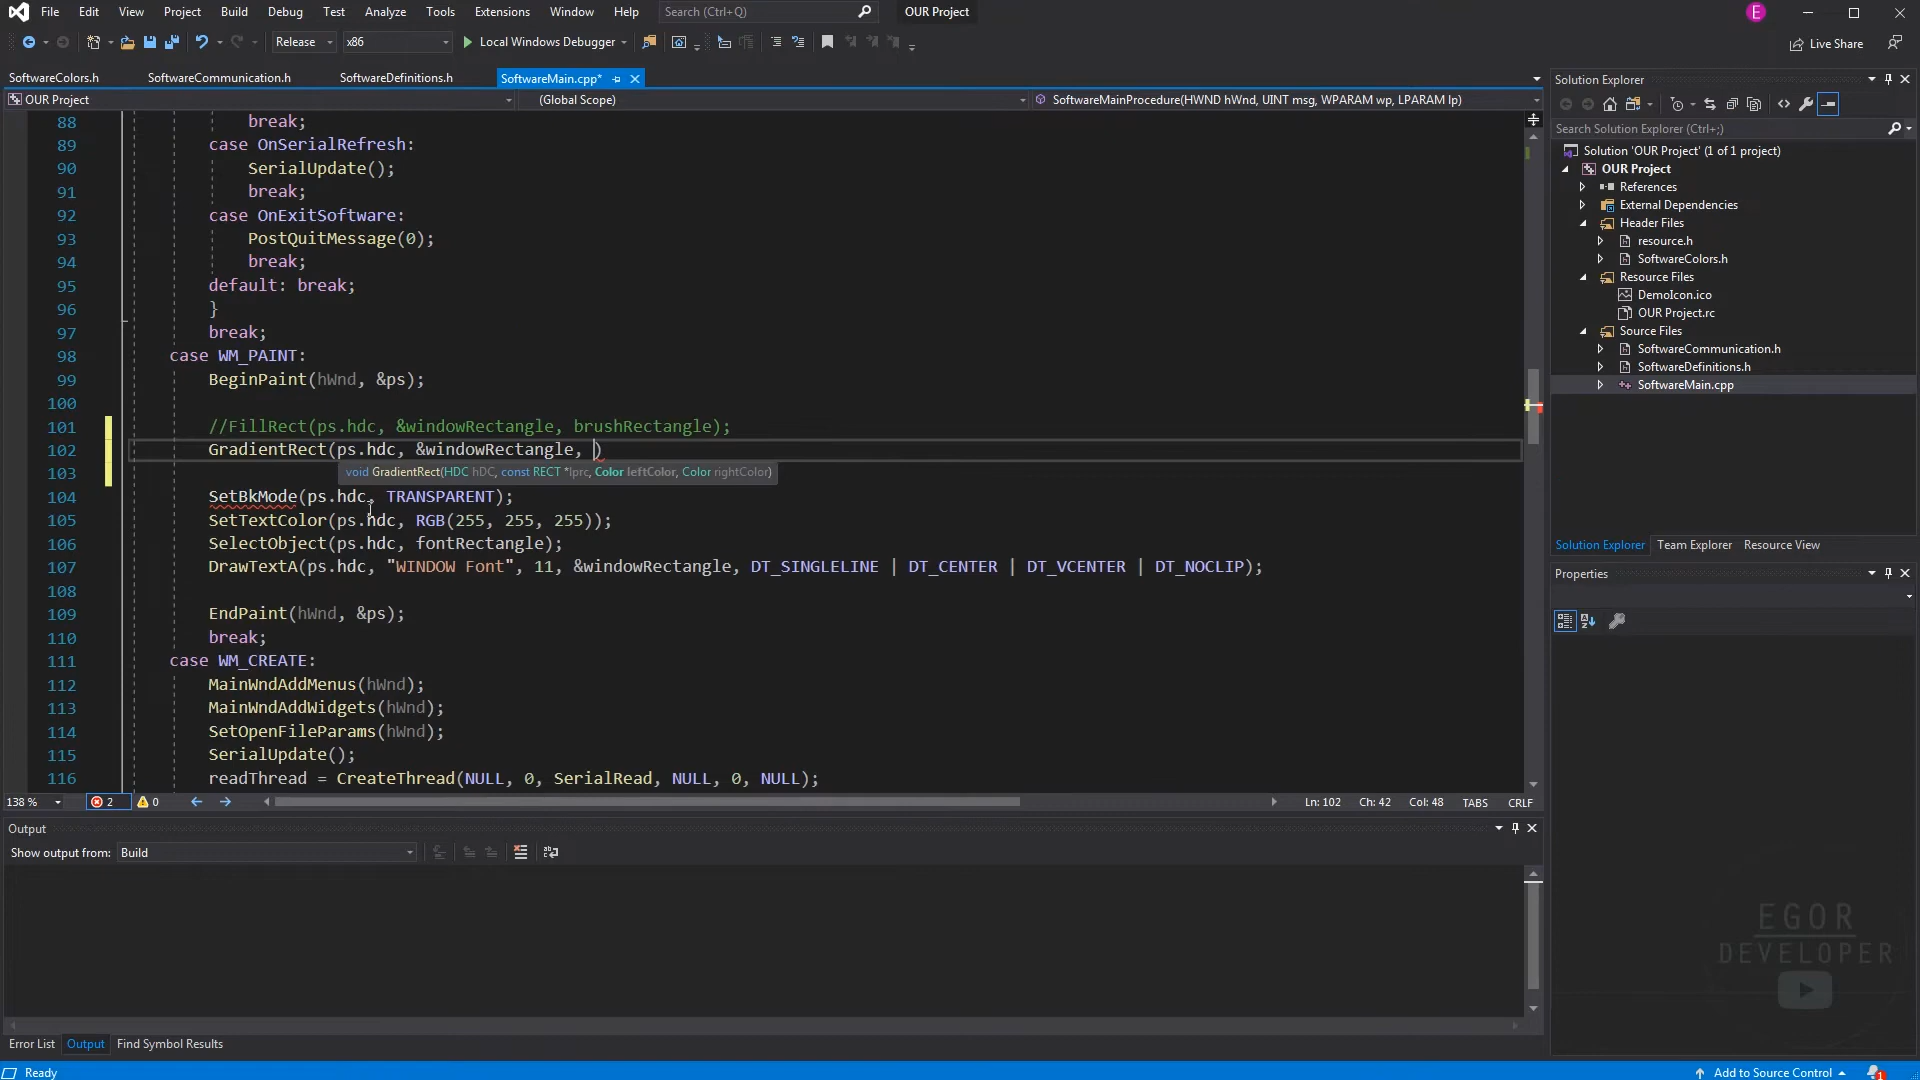 File Edit View Project Build Debug Test Analyze Tools Extensions Window Help Search (Ctrl+Q) OUR Project E
Release x86 Local Windows Debugger Live Share
SoftwareColors.h SoftwareCommunication.h SoftwareDefinitions.h SoftwareMain.cpp*
OUR Project (Global Scope) SoftwareMainProcedure(HWND hWnd, UINT msg, WPARAM wp, LPARAM lp)
88 break;
89 case OnSerialRefresh:
90 SerialUpdate();
91 break;
92 case OnExitSoftware:
93 PostQuitMessage(0);
94 break;
95 default: break;
96 }
97 break;
98 case WM_PAINT:
99 BeginPaint(hWnd, &ps);
100
101 //FillRect(ps.hdc, &windowRectangle, brushRectangle);
102 GradientRect(ps.hdc, &windowRectangle, )
103 void GradientRect(HDC hDC, const RECT *lprc, Color leftColor, Color rightColor)
104 SetBkMode(ps.hdc, TRANSPARENT);
105 SetTextColor(ps.hdc, RGB(255, 255, 255));
106 SelectObject(ps.hdc, fontRectangle);
107 DrawTextA(ps.hdc, "WINDOW Font", 11, &windowRectangle, DT_SINGLELINE | DT_CENTER | DT_VCENTER | DT_NOCLIP);
108
109 EndPaint(hWnd, &ps);
110 break;
111 case WM_CREATE:
112 MainWndAddMenus(hWnd);
113 MainWndAddWidgets(hWnd);
114 SetOpenFileParams(hWnd);
115 SerialUpdate();
116 readThread = CreateThread(NULL, 0, SerialRead, NULL, 0, NULL);
138 % 2 0 Ln: 102 Ch: 42 Col: 48 TABS CRLF
Output
Show output from: Build
Error List Output Find Symbol Results
Ready
Solution Explorer
Search Solution Explorer (Ctrl+;)
Solution 'OUR Project' (1 of 1 project)
OUR Project
References
External Dependencies
Header Files
resource.h
SoftwareColors.h
Resource Files
DemoIcon.ico
OUR Project.rc
Source Files
SoftwareCommunication.h
SoftwareDefinitions.h
SoftwareMain.cpp
Solution Explorer Team Explorer Resource View
Properties
EGOR
DEVELOPER
Add to Source Control 1